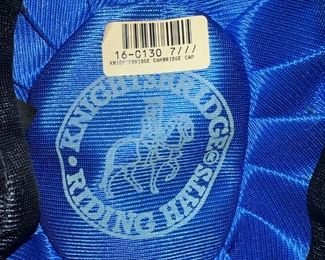 16-0130 7///
KNIGHTSBRIDGE CAMBRIDGE CAP
KNIGHTSBRIDGE
RIDING HATS